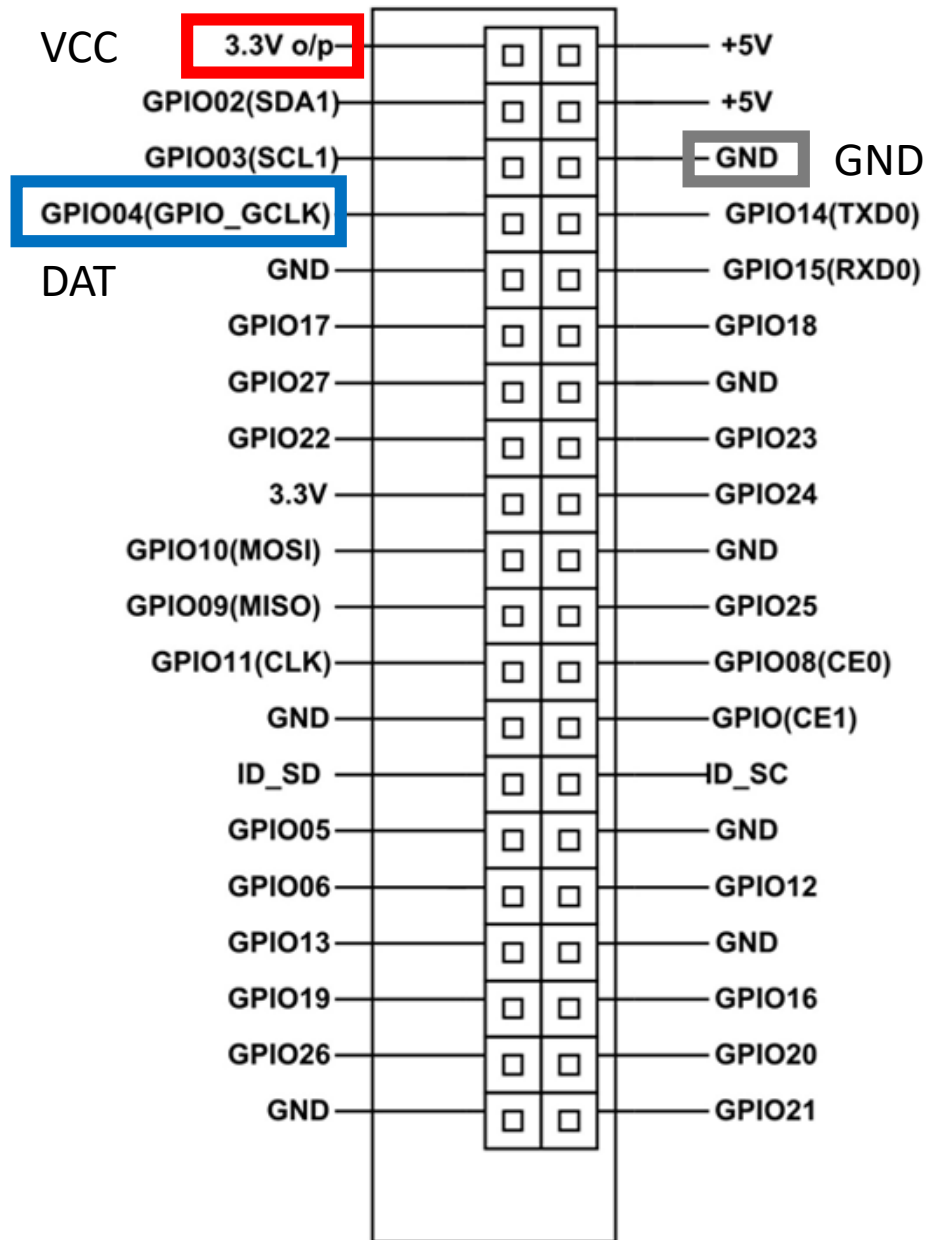 VCC 3.3V o/p +5V
GPIO02(SDA1) +5V
GPIO03(SCL1) GND GND
GPIO04(GPIO_GCLK) GPIO14(TXD0)
DAT GND GPIO15(RXD0)
GPIO17 GPIO18
GPIO27 GND
GPIO22 GPIO23
3.3V GPIO24
GPIO10(MOSI) GND
GPIO09(MISO) GPIO25
GPIO11(CLK) GPIO08(CE0)
GND GPIO(CE1)
ID_SD ID_SC
GPIO05 GND
GPIO06 GPIO12
GPIO13 GND
GPIO19 GPIO16
GPIO26 GPIO20
GND GPIO21